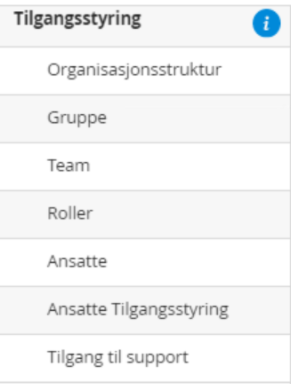 Tilgangsstyring i
Organisasjonsstruktur
Gruppe
Team
Roller
Ansatte
Ansatte Tilgangsstyring
Tilgang til support